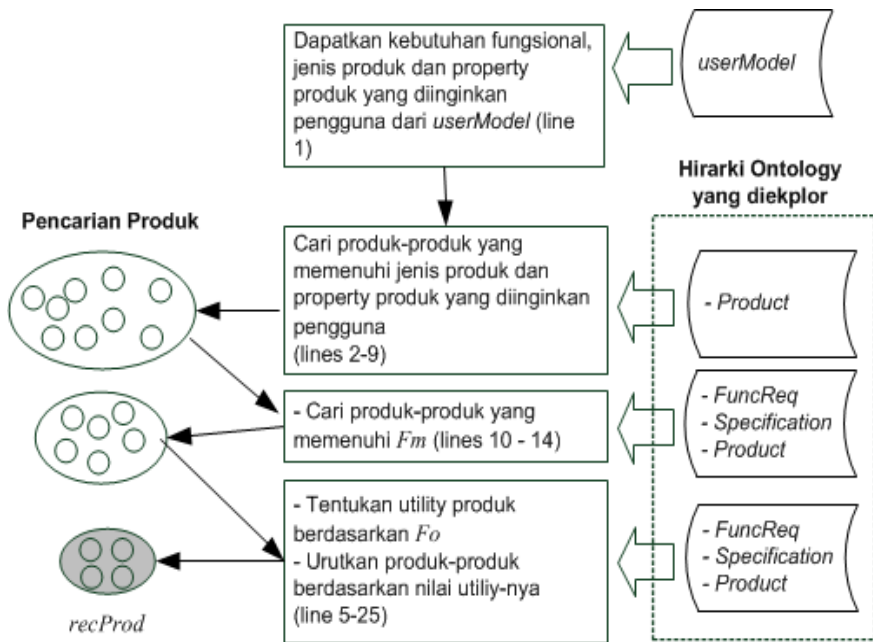 Dapatkan kebutuhan fungsional,
jenis produk dan property
produk yang diinginkan
pengguna dari userModel (line
1)
userModel
Hirarki Ontology
yang diekplor
Pencarian Produk
Cari produk-produk yang
memenuhi jenis produk dan
property produk yang diinginkan
pengguna
(lines 2-9)
- Product
- Cari produk-produk yang
memenuhi Fm (lines 10 - 14)
- FuncReq
- Specification
- Product
- Tentukan utility produk
berdasarkan Fo
- Urutkan produk-produk
berdasarkan nilai utiliy-nya
(line 5-25)
- FuncReq
- Specification
- Product
recProd